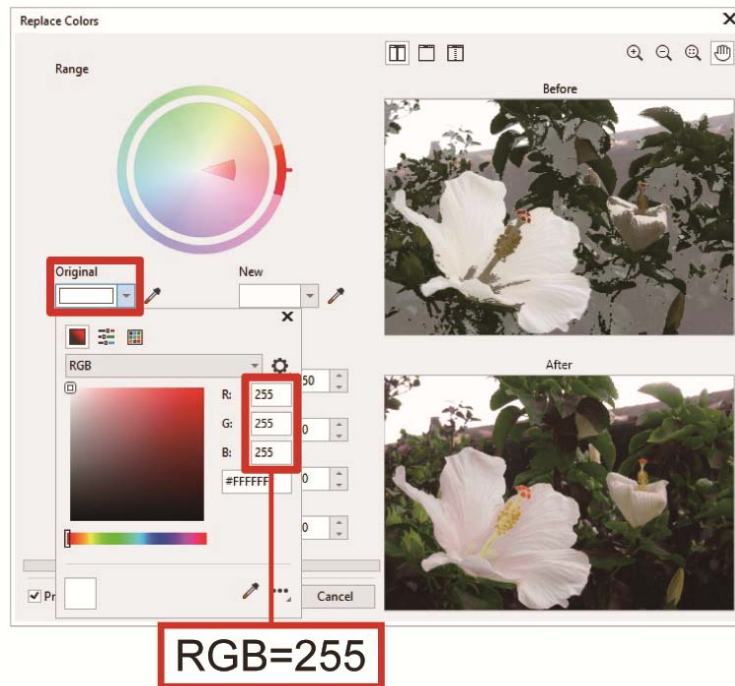 Replace Colors
Range
Before
Original
New
RGB
R: 255
50
G: 255
0
B: 255
#FFFFFF
0
0
After
Pr
Cancel
RGB=255